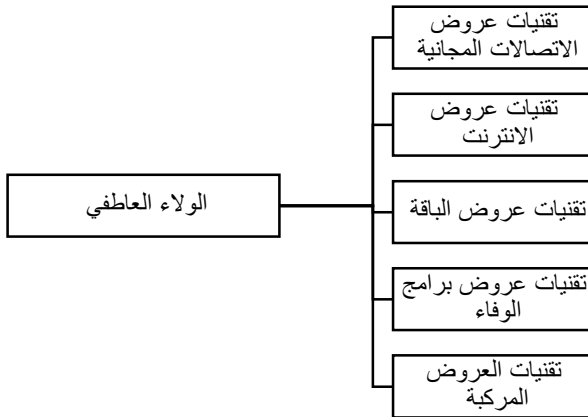 تقنيات عروض
الاتصالات المجانية
تقنيات عروض
الانترنت
تقنيات عروض الباقة
الولاء العاطفي
تقنيات عروض برامج
الوفاء
تقنيات العروض
المركبة